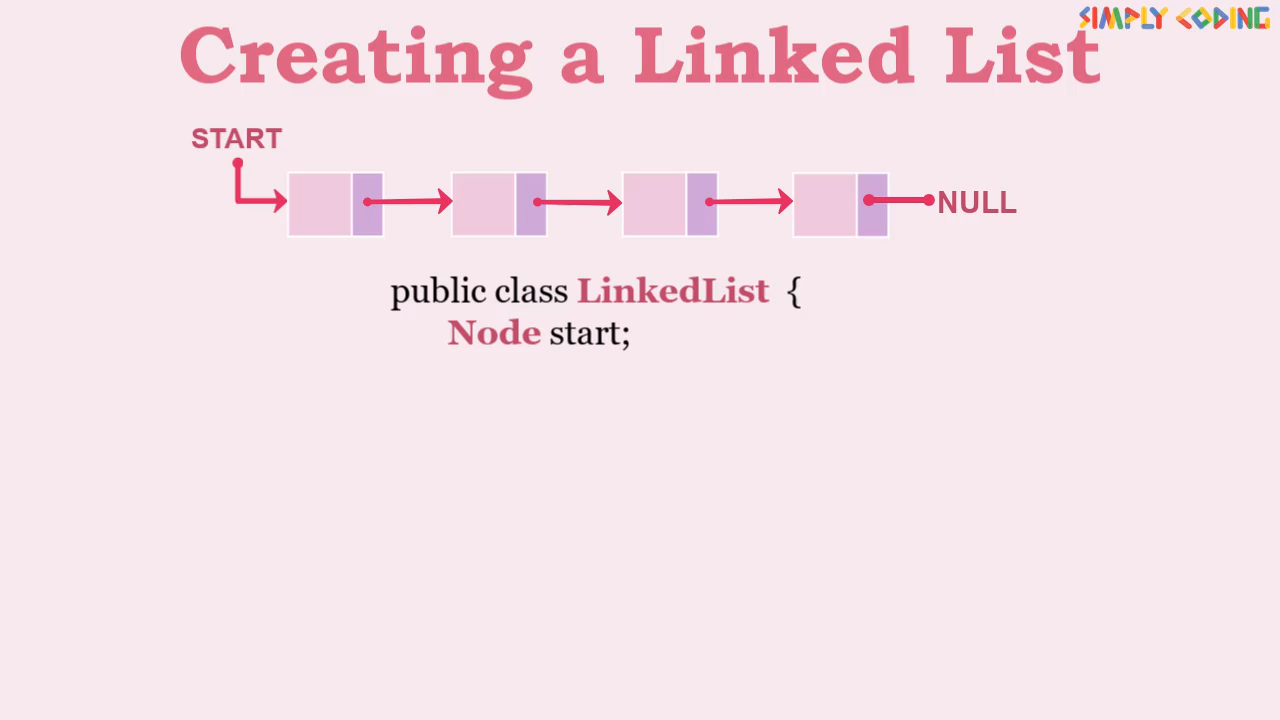 SIMPLY CODING
Creating a Linked List
START
NULL
public class LinkedList {
Node start;